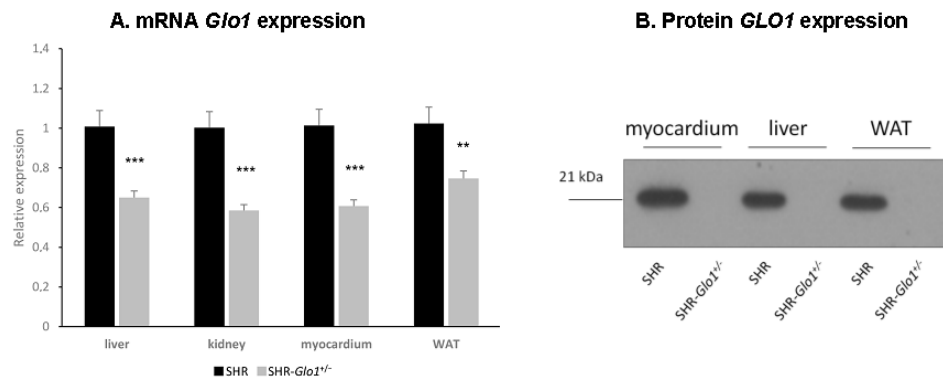 A. mRNA Glo1 expression
1.4
1.2
1
0.8
0.6
0.4
0.2
0
Relative expression
***
***
***
**
liver
kidney
myocardium
WAT
SHR
SHR-Glo1+/-
B. Protein GLO1 expression
myocardium
liver
WAT
21 kDa
SHR
SHR-Glo1+/-
SHR
SHR-Glo1+/-
SHR
SHR-Glo1+/-